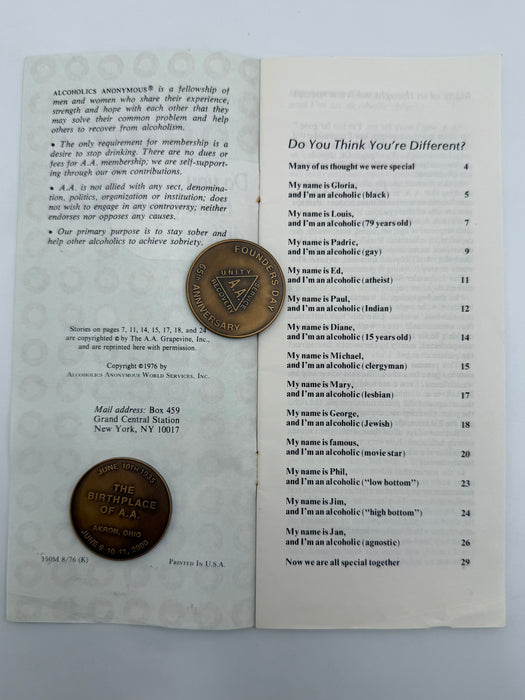 ALCOHOLICS ANONYMOUS® is a fellowship of
men and women who share their experience,
strength and hope with each other that they
may solve their common problem and help
others to recover from alcoholism.
• The only requirement for membership is a
desire to stop drinking. There are no dues or
fees for A.A. membership; we are self-support-
ing through our own contributions.
• A.A. is not allied with any sect, denomina-
tion, politics, organization or institution; does
not wish to engage in any controversy; neither
endorses nor opposes any causes.
• Our primary purpose is to stay sober and
help other alcoholics to achieve sobriety.
FOUNDERS DAY
UNITY
A.A.
RECOVERY
SERVICE
65th ANNIVERSARY
Stories on pages 7, 11, 14, 15, 17, 18, and 24
are copyrighted © by The A.A. Grapevine, Inc.,
and are reprinted here with permission.
Copyright ©1976 by
ALCOHOLICS ANONYMOUS WORLD SERVICES, INC.
Mail address: Box 459
Grand Central Station
New York, NY 10017
JUNE 10TH 1935
THE
BIRTHPLACE
OF A.A.
AKRON, OHIO
JUNE 9 10 11, 2000
350M 8/76 (K) PRINTED IN U.S.A.
Do You Think You're Different?
Many of us thought we were special 4
My name is Gloria,
and I'm an alcoholic (black) 5
My name is Louis,
and I'm an alcoholic (79 years old) 7
My name is Padric,
and I'm an alcoholic (gay) 9
My name is Ed,
and I'm an alcoholic (atheist) 11
My name is Paul,
and I'm an alcoholic (Indian) 12
My name is Diane,
and I'm an alcoholic (15 years old) 14
My name is Michael,
and I'm an alcoholic (clergyman) 15
My name is Mary,
and I'm an alcoholic (lesbian) 17
My name is George,
and I'm an alcoholic (Jewish) 18
My name is famous,
and I'm an alcoholic (movie star) 20
My name is Phil,
and I'm an alcoholic ("low bottom") 23
My name is Jim,
and I'm an alcoholic ("high bottom") 24
My name is Jan,
and I'm an alcoholic (agnostic) 26
Now we are all special together 29